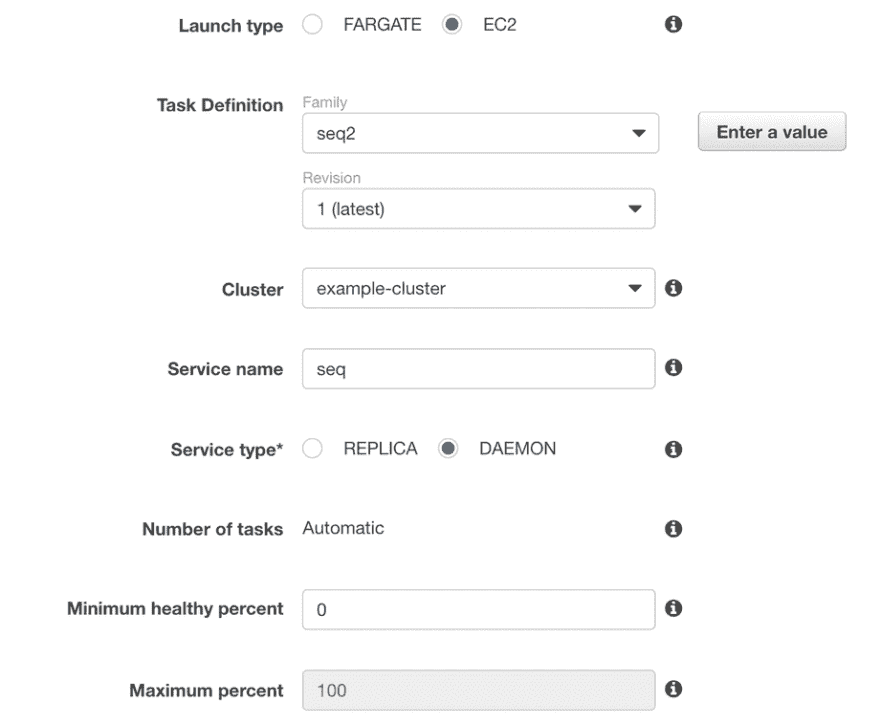 Launch type FARGATE EC2
Task Definition Family
seq2 Enter a value
Revision
1 (latest)
Cluster example-cluster
Service name seq
Service type* REPLICA DAEMON
Number of tasks Automatic
Minimum healthy percent 0
Maximum percent 100